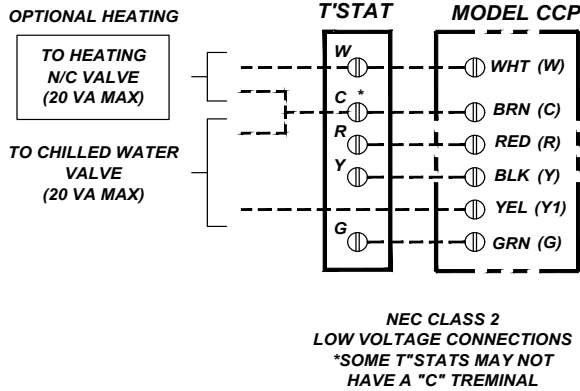 OPTIONAL HEATING
T'STAT
MODEL CCP
TO HEATING
N/C VALVE
(20 VA MAX)
TO CHILLED WATER
VALVE
(20 VA MAX)
W
C *
R
Y
G
WHT (W)
BRN (C)
RED (R)
BLK (Y)
YEL (Y1)
GRN (G)
NEC CLASS 2
LOW VOLTAGE CONNECTIONS
*SOME T"STATS MAY NOT
HAVE A "C" TREMINAL